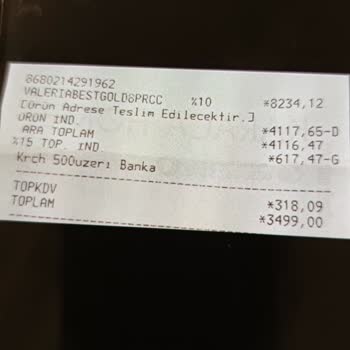 8680214291962
VALERIABESTGOLD8PRCC %10 *8234,12
[Ürün Adrese Teslim Edilecektir.]
ÜRÜN İND. *4117,65-D
ARA TOPLAM *4116,47
%15 TOP. IND *617,47-G
Krch 500uzeri Banka
TOPKDV *318,09
TOPLAM *3499,00